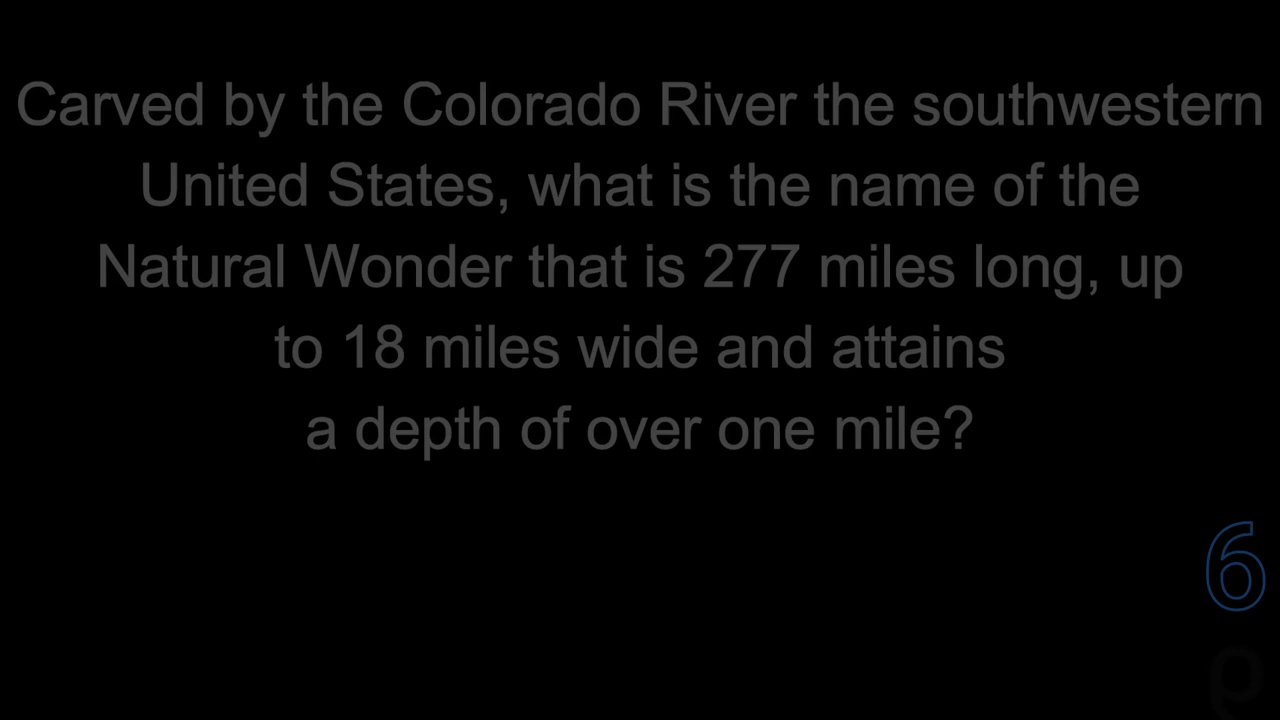 Carved by the Colorado River the southwestern
United States, what is the name of the
Natural Wonder that is 277 miles long, up
to 18 miles wide and attains
a depth of over one mile?
6